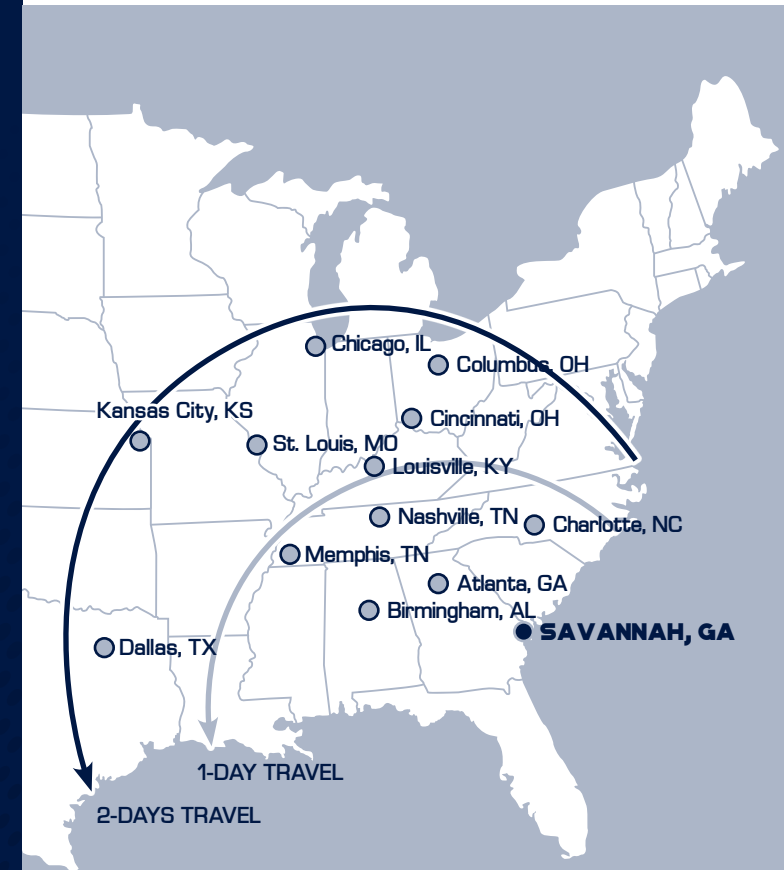 Chicago, IL
Columbus, OH
Kansas City, KS
Cincinnati, OH
St. Louis, MO
Louisville, KY
Nashville, TN
Charlotte, NC
Memphis, TN
Atlanta, GA
Birmingham, AL
SAVANNAH, GA
Dallas, TX
1-DAY TRAVEL
2-DAYS TRAVEL